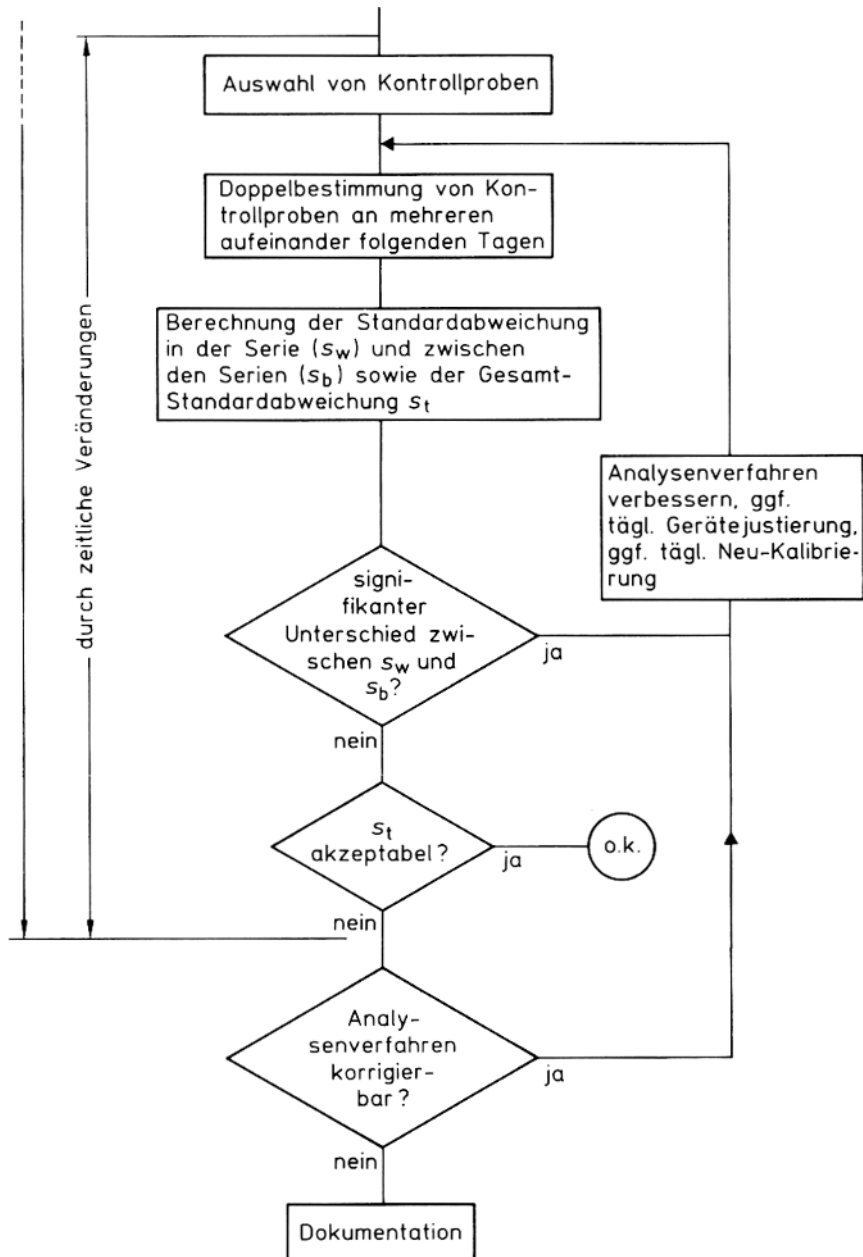 Auswahl von Kontrollproben
Doppelbestimmung von Kon-
trollproben an mehreren
aufeinander folgenden Tagen
Berechnung der Standardabweichung
in der Serie (sw) und zwischen
den Serien (sb) sowie der Gesamt-
Standardabweichung st
durch zeitliche Veränderungen
Analysenverfahren
verbessern, ggf.
tägl. Gerätejustierung,
ggf. tägl. Neu-Kalibrie-
rung
signi-
fikanter
Unterschied zwi-
schen sw und
sb?
ja
nein
st
akzeptabel?
ja
o.k.
nein
Analy-
senverfahren
korrigier-
bar?
ja
nein
Dokumentation